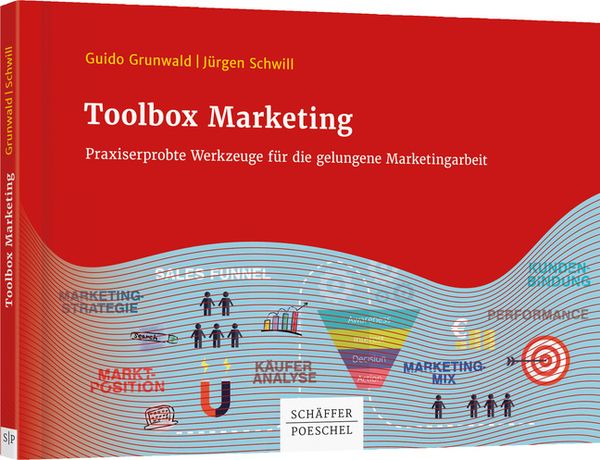 Guido Grunwald | Jürgen Schwill
Toolbox Marketing
Praxiserprobte Werkzeuge für die gelungene Marketingarbeit
Grunwald | Schwill
Toolbox Marketing
S|P
SALES FUNNEL
KUNDEN-
BINDUNG
MARKETING-
STRATEGIE
PERFORMANCE
Search
Awareness
Interest
Decision
Action
MARKT-
POSITION
KÄUFER
ANALYSE
MARKETING-
MIX
€
SCHÄFFER
POESCHEL